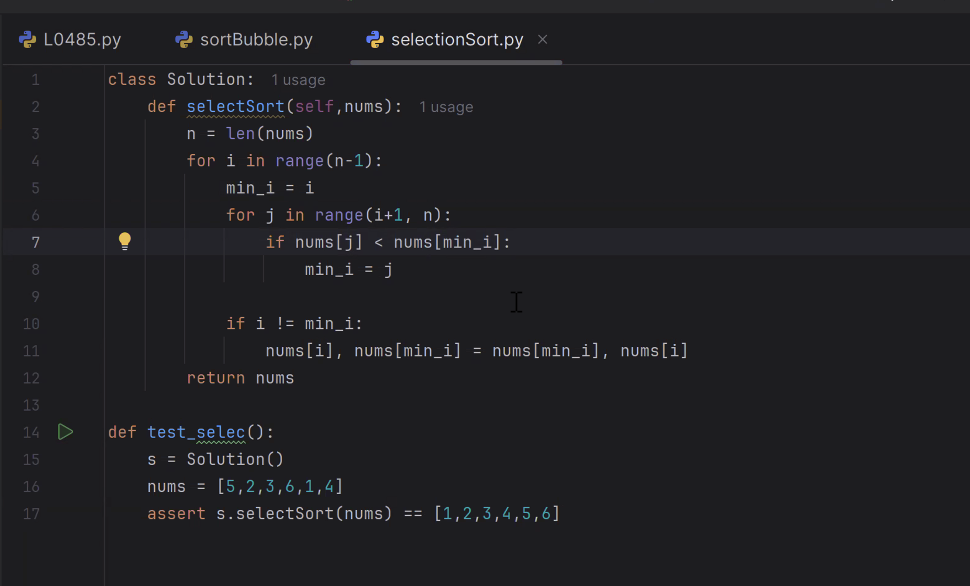 L0485.py sortBubble.py selectionSort.py
1 class Solution: 1 usage
2     def selectSort(self,nums): 1 usage
3         n = len(nums)
4         for i in range(n-1):
5             min_i = i
6             for j in range(i+1, n):
7                 if nums[j] < nums[min_i]:
8                     min_i = j
9
10             if i != min_i:
11                 nums[i], nums[min_i] = nums[min_i], nums[i]
12         return nums
13
14 def test_selec():
15     s = Solution()
16     nums = [5,2,3,6,1,4]
17     assert s.selectSort(nums) == [1,2,3,4,5,6]